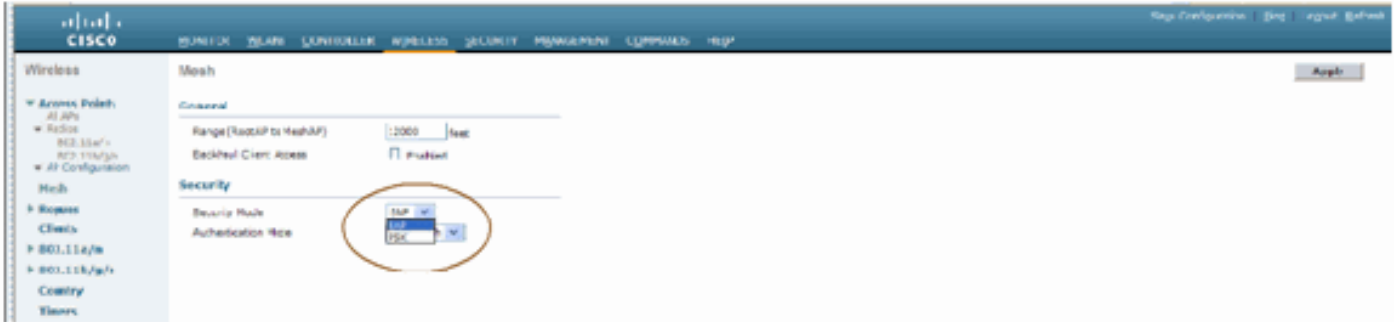 Save Configuration | Ping | Logout Refresh
CISCO
MONITOR WLANs CONTROLLER WIRELESS SECURITY MANAGEMENT COMMANDS HELP
Wireless
Mesh
Apply
Access Points
All APs
Radios
802.11a/n
802.11b/g/n
AP Configuration
Mesh
Rogues
Clients
802.11a/n
802.11b/g/n
Country
Timers
General
Range (RootAP to MeshAP) 12000 feet
Backhaul Client Access Enabled
Security
Security Mode EAP
EAP
PSK
Authentication Mode